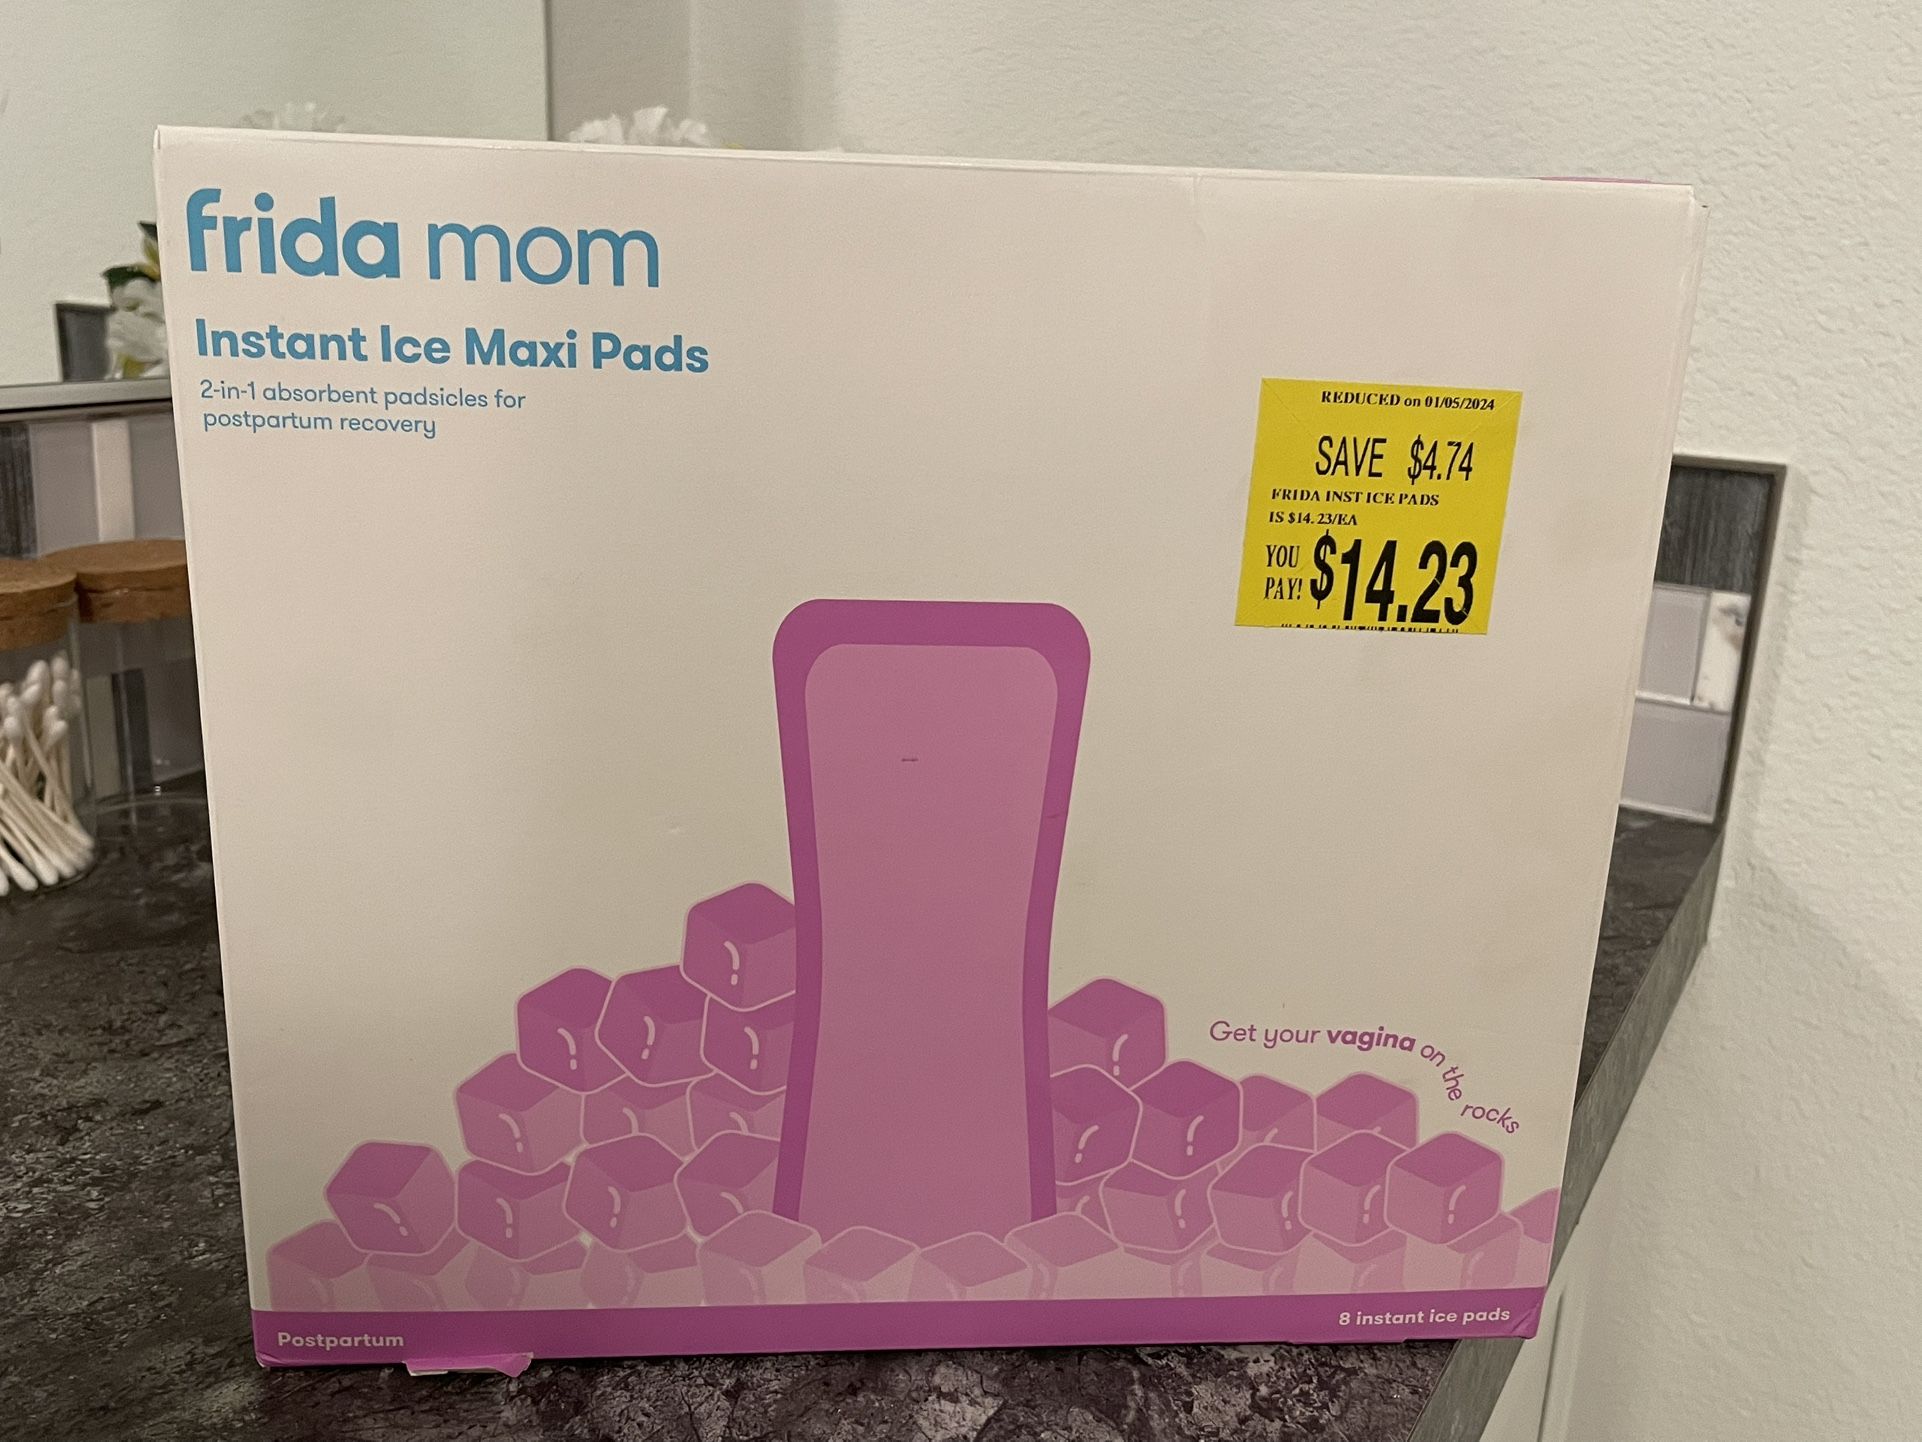 frida mom
Instant Ice Maxi Pads
2-in-1 absorbent padsicles for
postpartum recovery
REDUCED on 01/05/2024
SAVE $4.74
FRIDA INST ICE PADS
IS $14.23/EA
YOU PAY! $14.23
Get your vagina on the rocks
Postpartum
8 instant ice pads